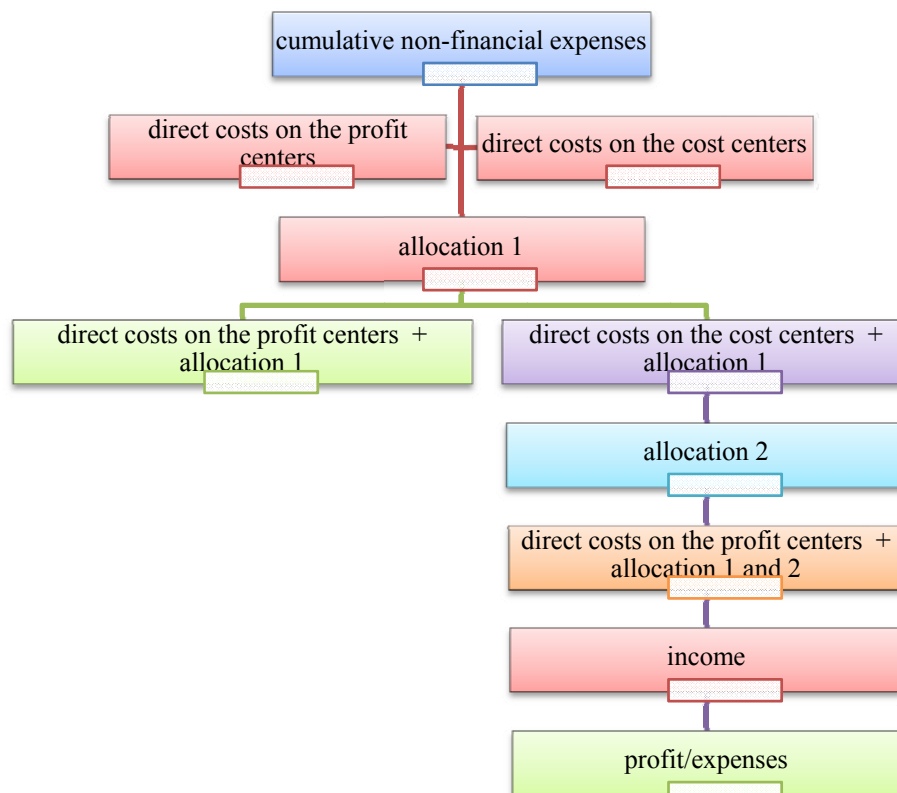 cumulative non-financial expenses
direct costs on the profit
centers
direct costs on the cost centers
allocation 1
direct costs on the profit centers +
allocation 1
direct costs on the cost centers +
allocation 1
allocation 2
direct costs on the profit centers +
allocation 1 and 2
income
profit/expenses